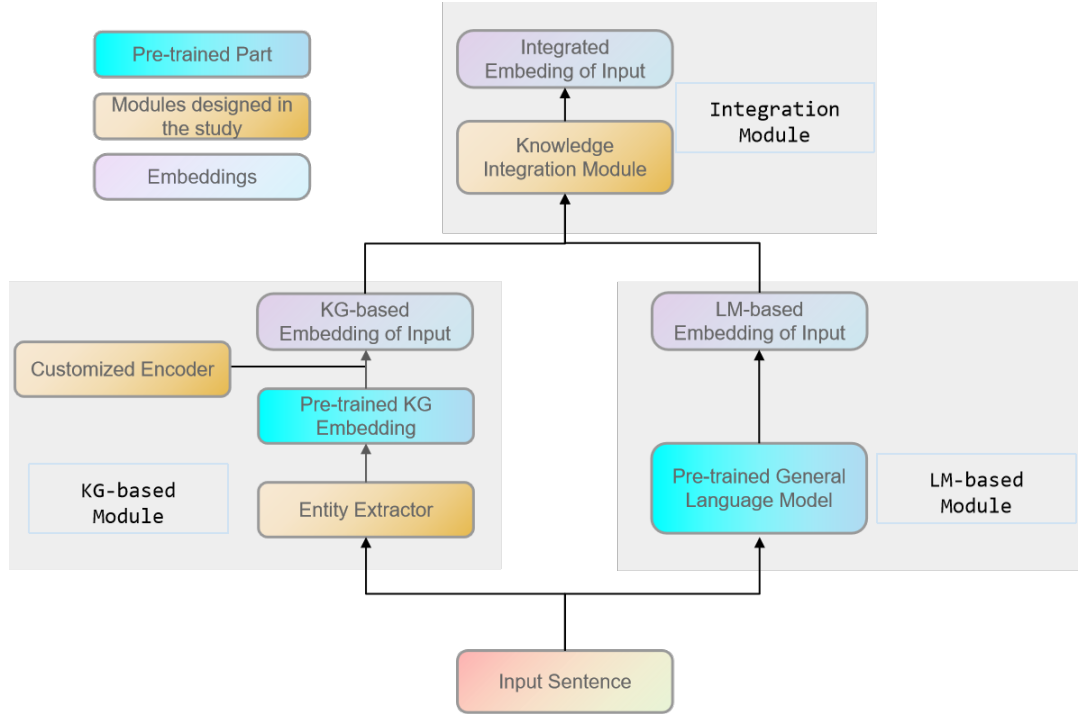 Pre-trained Part
Modules designed in
the study
Embeddings
Integrated
Embeding of Input
Knowledge
Integration Module
Integration
Module
KG-based
Embedding of Input
Customized Encoder
Pre-trained KG
Embedding
Entity Extractor
KG-based
Module
LM-based
Embedding of Input
Pre-trained General
Language Model
LM-based
Module
Input Sentence